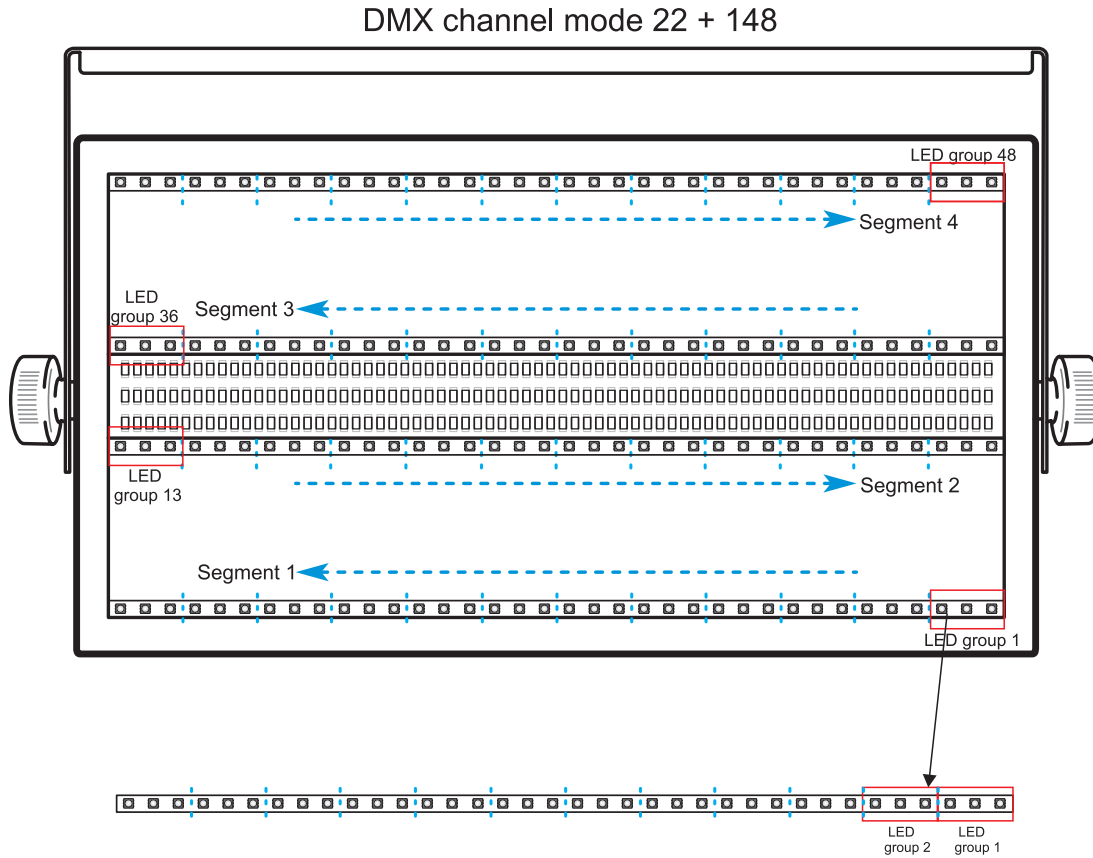 DMX channel mode 22 + 148
LED group 48
Segment 4
LED
group 36
Segment 3
LED
group 13
Segment 2
Segment 1
LED group 1
LED
group 2
LED
group 1